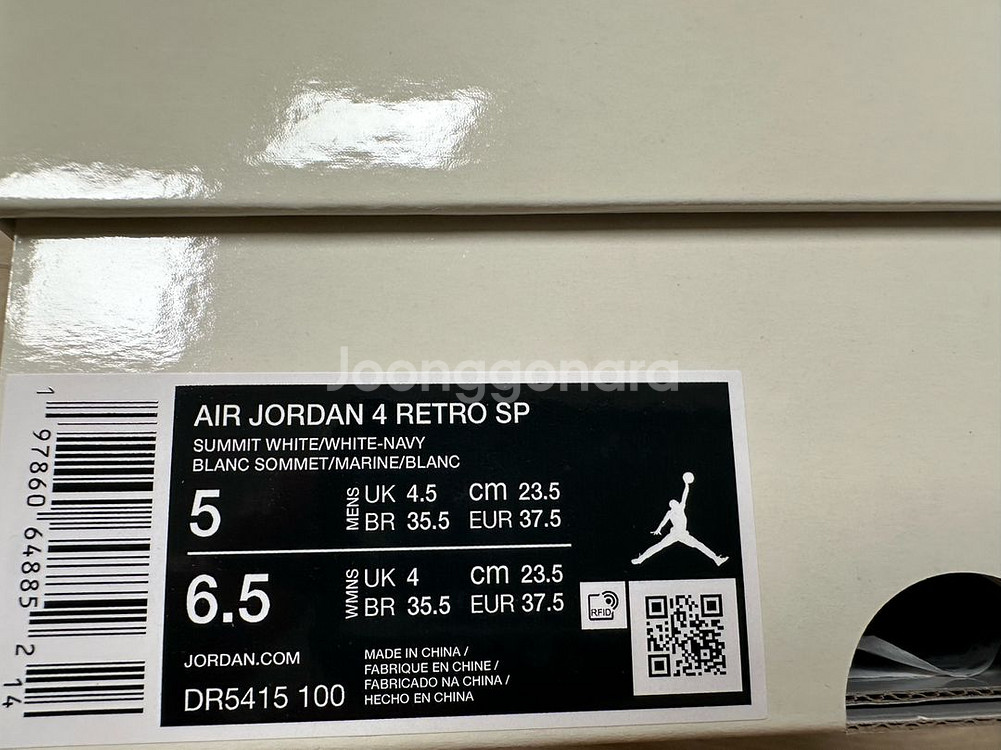 Joonggonara
AIR JORDAN 4 RETRO SP
SUMMIT WHITE/WHITE-NAVY
BLANC SOMMET/MARINE/BLANC
5 MENS UK 4.5 cm 23.5
BR 35.5 EUR 37.5
6.5 WMNS UK 4 cm 23.5
BR 35.5 EUR 37.5
RFID
JORDAN.COM
DR5415 100
MADE IN CHINA /
FABRIQUE EN CHINE /
FABRICADO NA CHINA /
HECHO EN CHINA
1 97860 64885 2 14